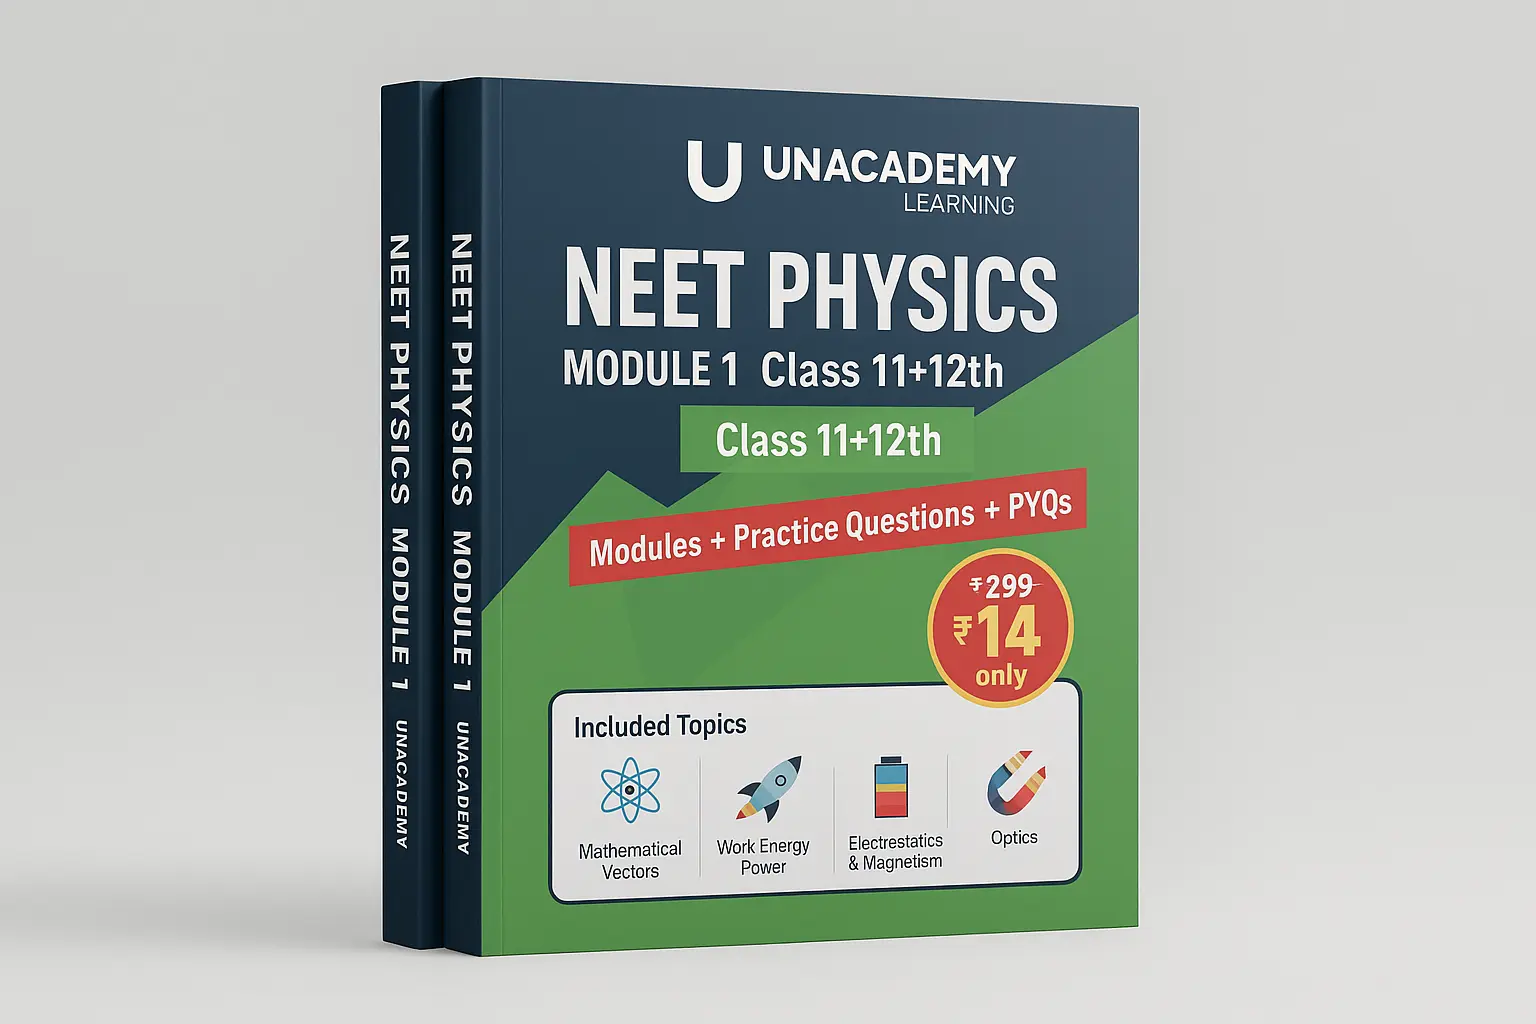 NEET PHYSICS MODULE 1 UNACADEMY
NEET PHYSICS MODULE 1 UNACADEMY
U UNACADEMY
LEARNING
NEET PHYSICS
MODULE 1 Class 11+12th
Class 11+12th
Modules + Practice Questions + PYQs
₹299
₹14
only
Included Topics
Mathematical
Vectors
Work Energy
Power
Electrestatics
& Magnetism
Optics